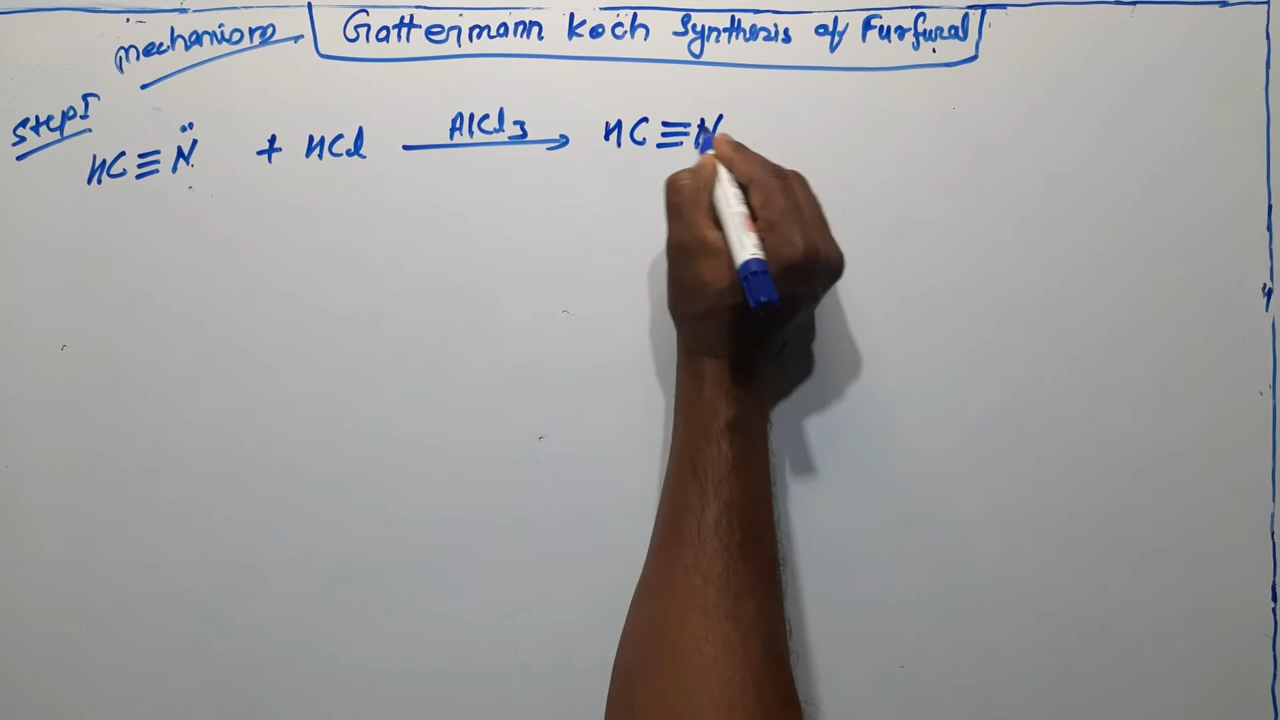 mechanism Gattermann Koch Synthesis of Furfural
Step I
HC≡N̈ + HCl AlCl3 → HC≡N